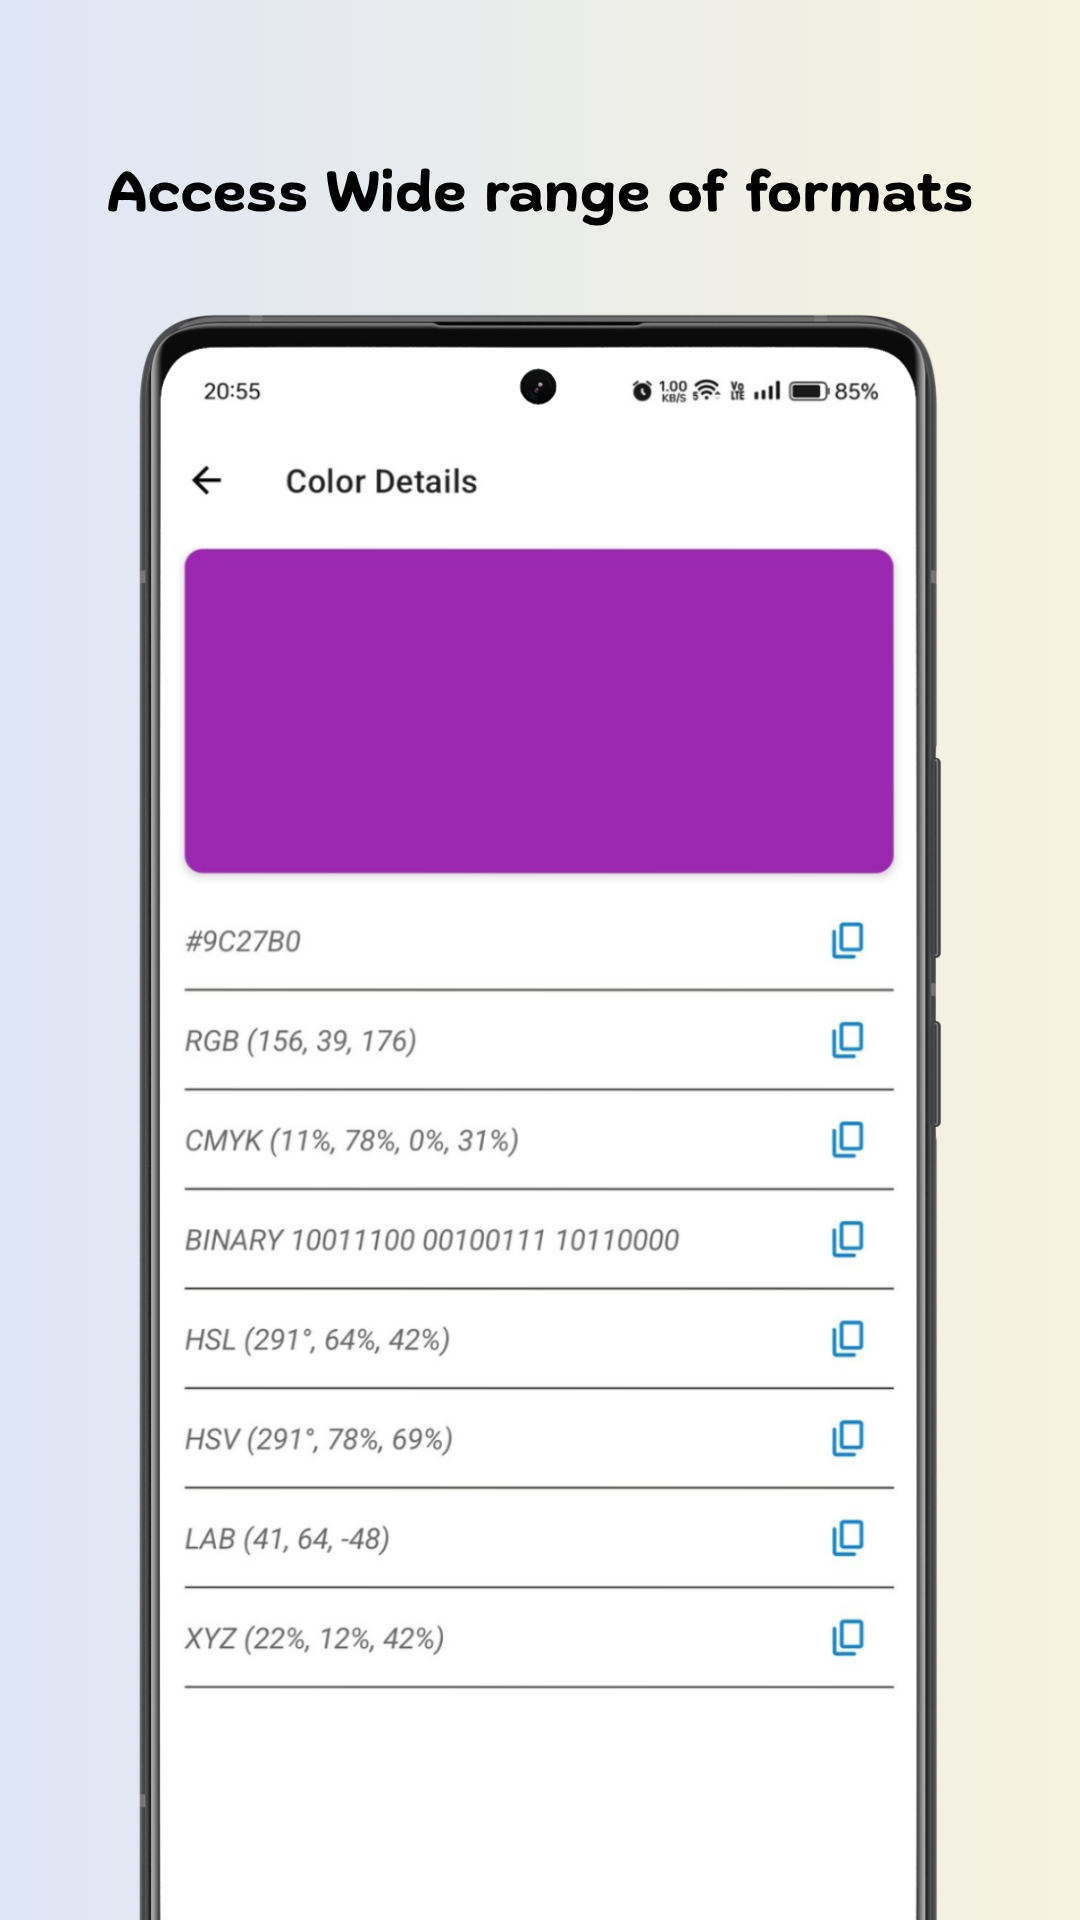 Access Wide range of formats
20:55
1.00 KB/S 5 Vo LTE 85%
Color Details
#9C27B0
RGB (156, 39, 176)
CMYK (11%, 78%, 0%, 31%)
BINARY 10011100 00100111 10110000
HSL (291°, 64%, 42%)
HSV (291°, 78%, 69%)
LAB (41, 64, -48)
XYZ (22%, 12%, 42%)